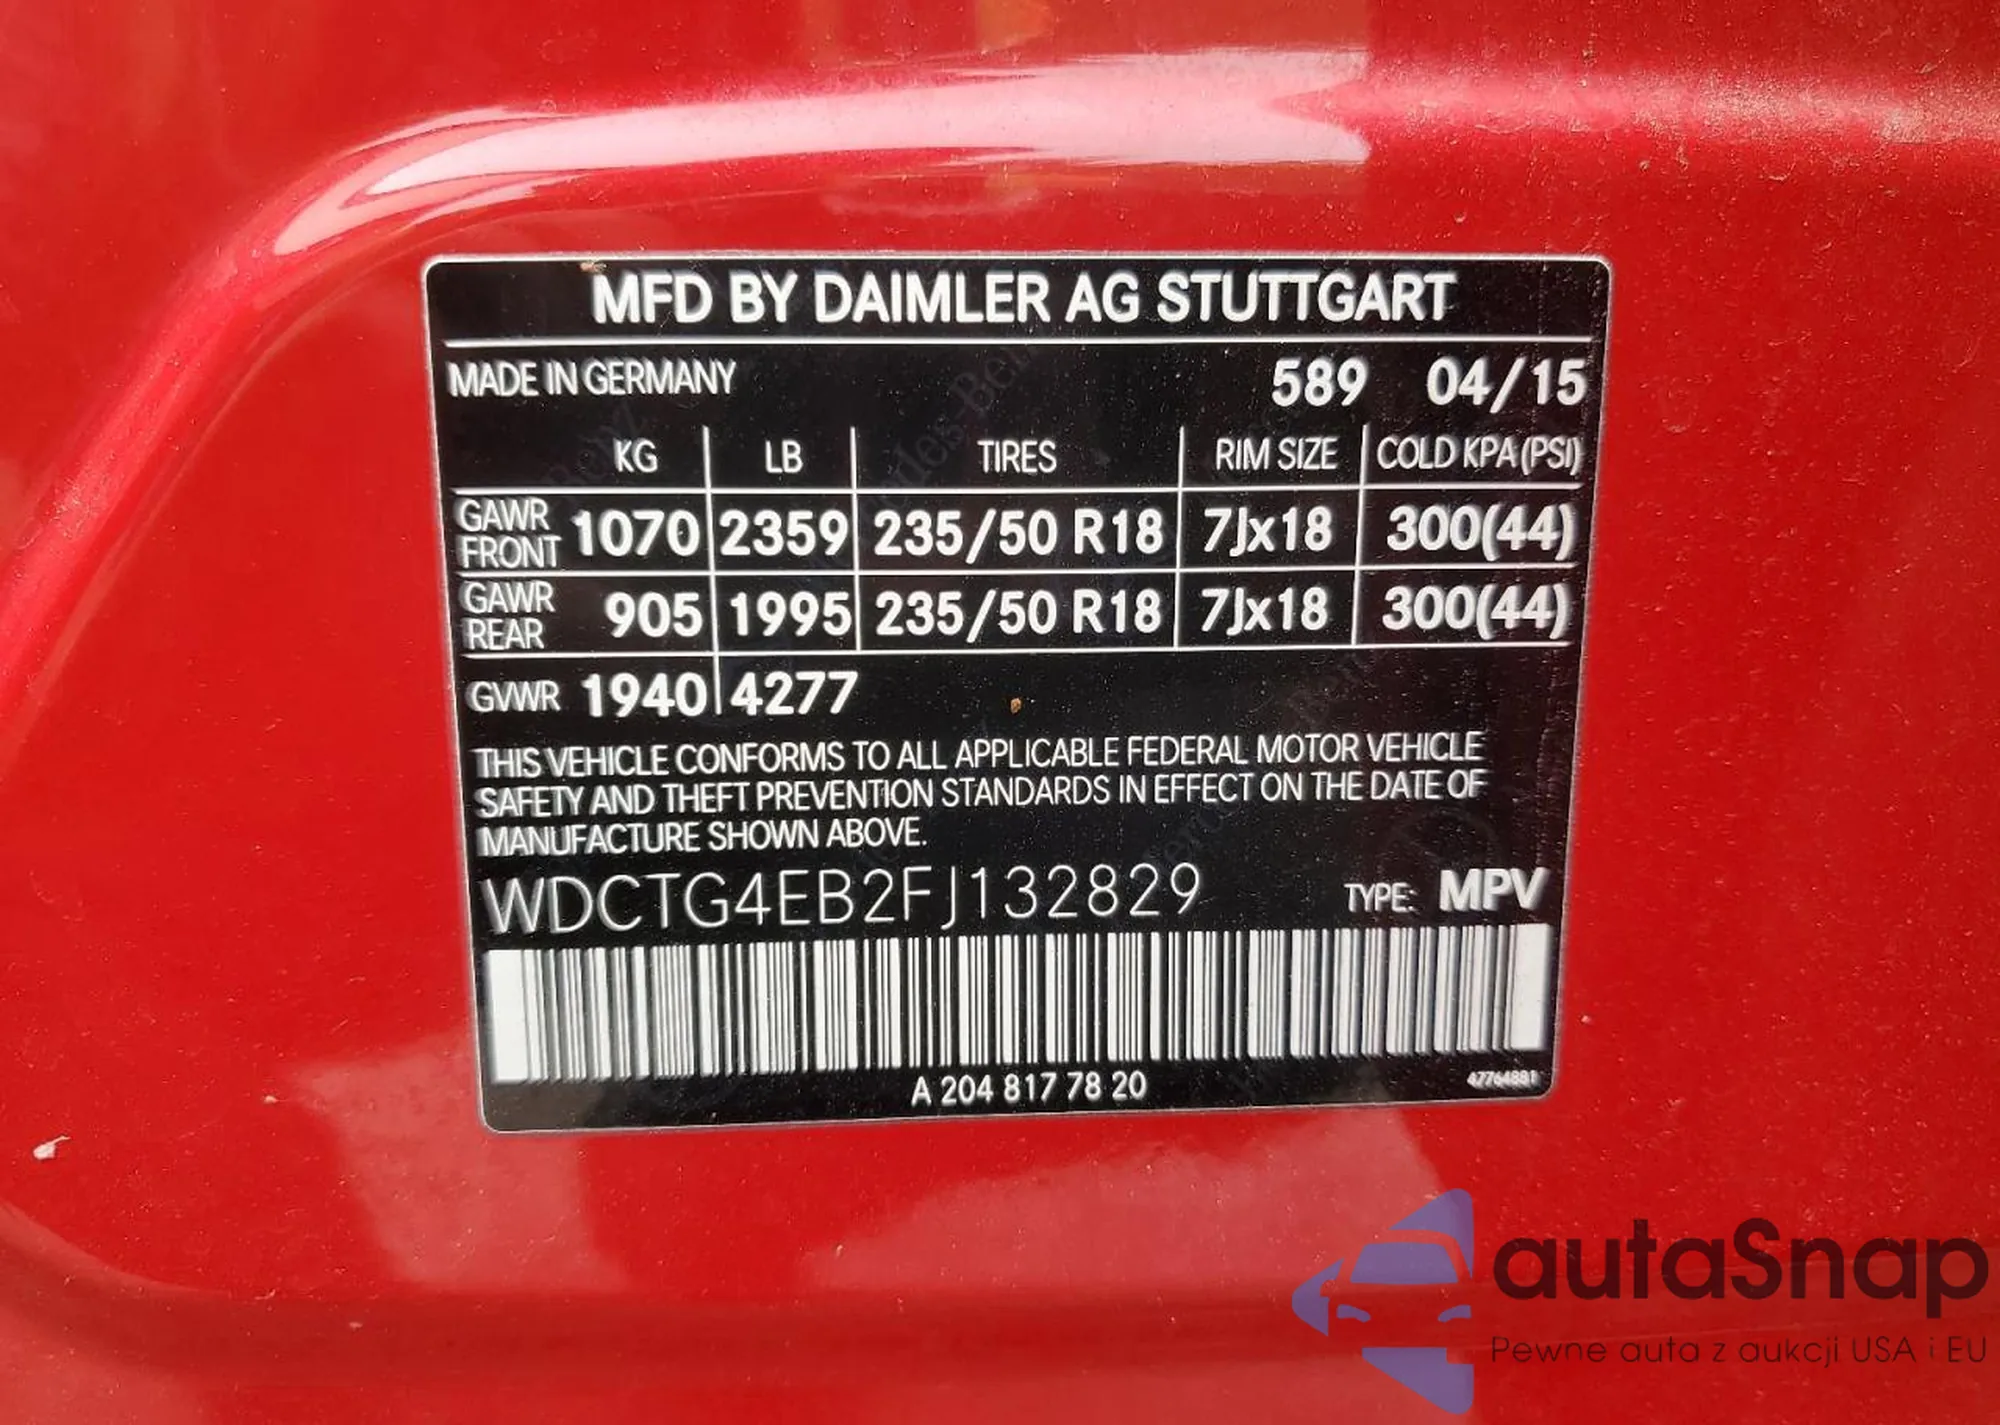 MFD BY DAIMLER AG STUTTGART
MADE IN GERMANY 589 04/15
KG LB TIRES RIM SIZE COLD KPA (PSI)
GAWR FRONT 1070 2359 235/50 R18 7Jx18 300(44)
GAWR REAR 905 1995 235/50 R18 7Jx18 300(44)
GVWR 1940 4277
THIS VEHICLE CONFORMS TO ALL APPLICABLE FEDERAL MOTOR VEHICLE
SAFETY AND THEFT PREVENTION STANDARDS IN EFFECT ON THE DATE OF
MANUFACTURE SHOWN ABOVE.
WDCTG4EB2FJ132829 TYPE: MPV
A 204 817 78 20 47764881
autaSnap
Pewne auta z aukcji USA i EU